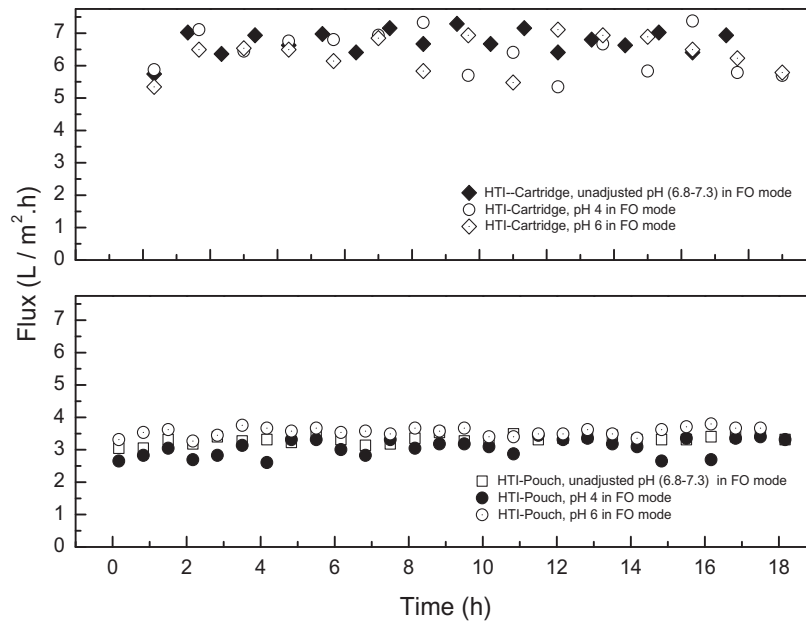 7
6
5
4
3
2
1
0
HTI--Cartridge, unadjusted pH (6.8-7.3) in FO mode
HTI-Cartridge, pH 4 in FO mode
HTI-Cartridge, pH 6 in FO mode
Flux (L / m².h)
7
6
5
4
3
2
1
0
HTI-Pouch, unadjusted pH (6.8-7.3) in FO mode
HTI-Pouch, pH 4 in FO mode
HTI-Pouch, pH 6 in FO mode
0 2 4 6 8 10 12 14 16 18
Time (h)